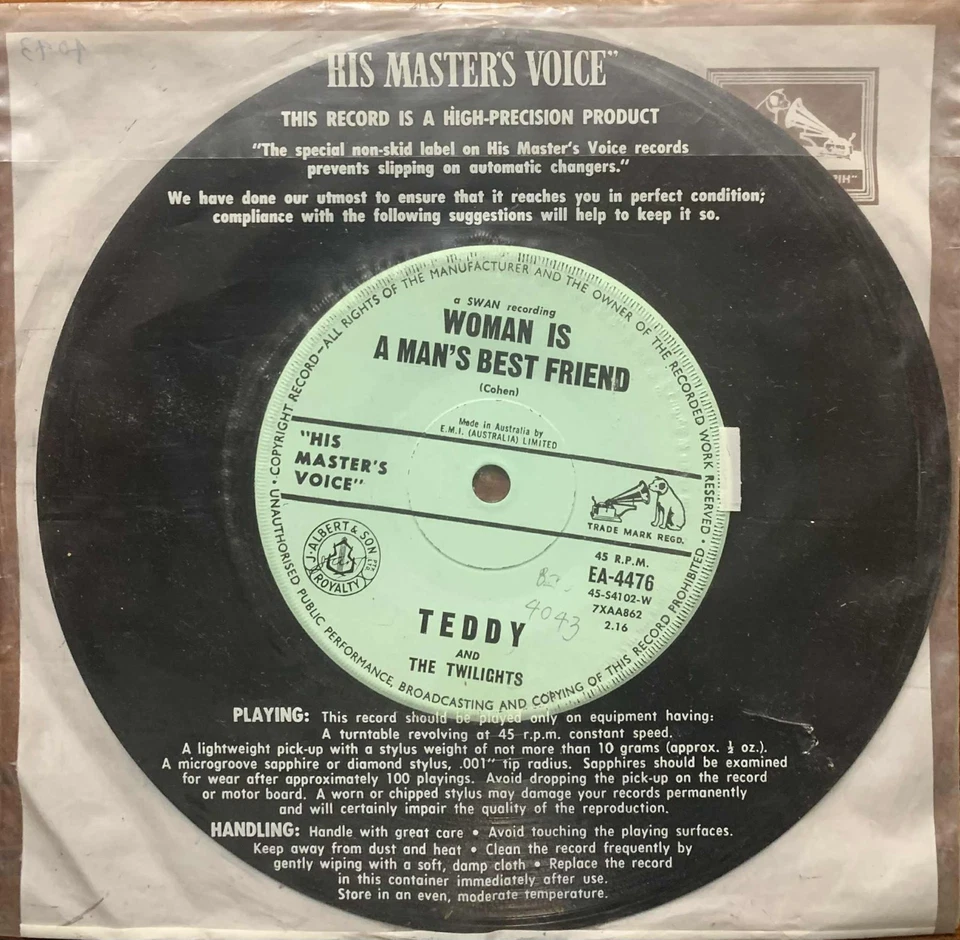 "HIS MASTER'S VOICE"
THIS RECORD IS A HIGH-PRECISION PRODUCT
"The special non-skid label on His Master's Voice records
prevents slipping on automatic changers."
We have done our utmost to ensure that it reaches you in perfect condition;
compliance with the following suggestions will help to keep it so.
UNAUTHORISED PUBLIC PERFORMANCE, BROADCASTING AND COPYING OF THIS RECORD PROHIBITED • COPYRIGHT RECORD—ALL RIGHTS OF THE MANUFACTURER AND THE OWNER OF THE RECORDED WORK RESERVED •
a SWAN recording
WOMAN IS
A MAN'S BEST FRIEND
(Cohen)
Made in Australia by
E.M.I. (AUSTRALIA) LIMITED
"HIS
MASTER'S
VOICE"
TRADE MARK REGD.
J. ALBERT & SON PTY LTD
ROYALTY
45 R.P.M.
EA-4476
45-S4102-W
7XAA862
2.16
4043
TEDDY
AND
THE TWILIGHTS
PLAYING: This record should be played only on equipment having:
A turntable revolving at 45 r.p.m. constant speed.
A lightweight pick-up with a stylus weight of not more than 10 grams (approx. ⅓ oz.).
A microgroove sapphire or diamond stylus, .001" tip radius. Sapphires should be examined
for wear after approximately 100 playings. Avoid dropping the pick-up on the record
or motor board. A worn or chipped stylus may damage your records permanently
and will certainly impair the quality of the reproduction.
HANDLING: Handle with great care • Avoid touching the playing surfaces.
Keep away from dust and heat • Clean the record frequently by
gently wiping with a soft, damp cloth • Replace the record
in this container immediately after use.
Store in an even, moderate temperature.